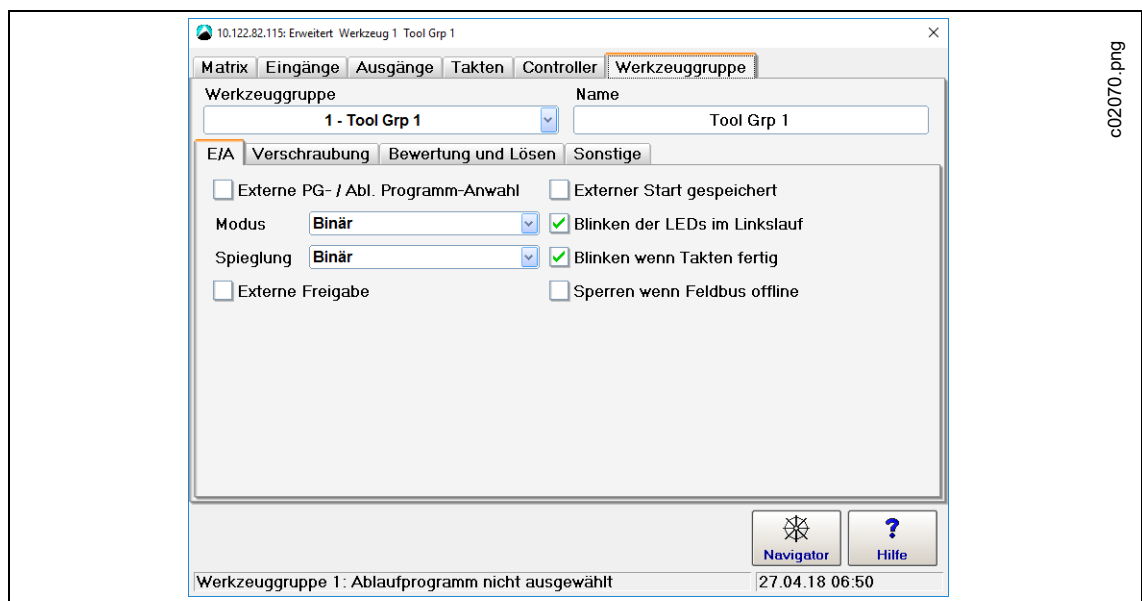 10.122.82.115: Erweitert Werkzeug 1 Tool Grp 1
Matrix Eingänge Ausgänge Takten Controller Werkzeuggruppe
Werkzeuggruppe Name
1 - Tool Grp 1 Tool Grp 1
E/A Verschraubung Bewertung und Lösen Sonstige
Externe PG- / Abl. Programm-Anwahl Externer Start gespeichert
Modus Binär Blinken der LEDs im Linkslauf
Spieglung Binär Blinken wenn Takten fertig
Externe Freigabe Sperren wenn Feldbus offline
Navigator ? Hilfe
Werkzeuggruppe 1: Ablaufprogramm nicht ausgewählt 27.04.18 06:50
c02070.png